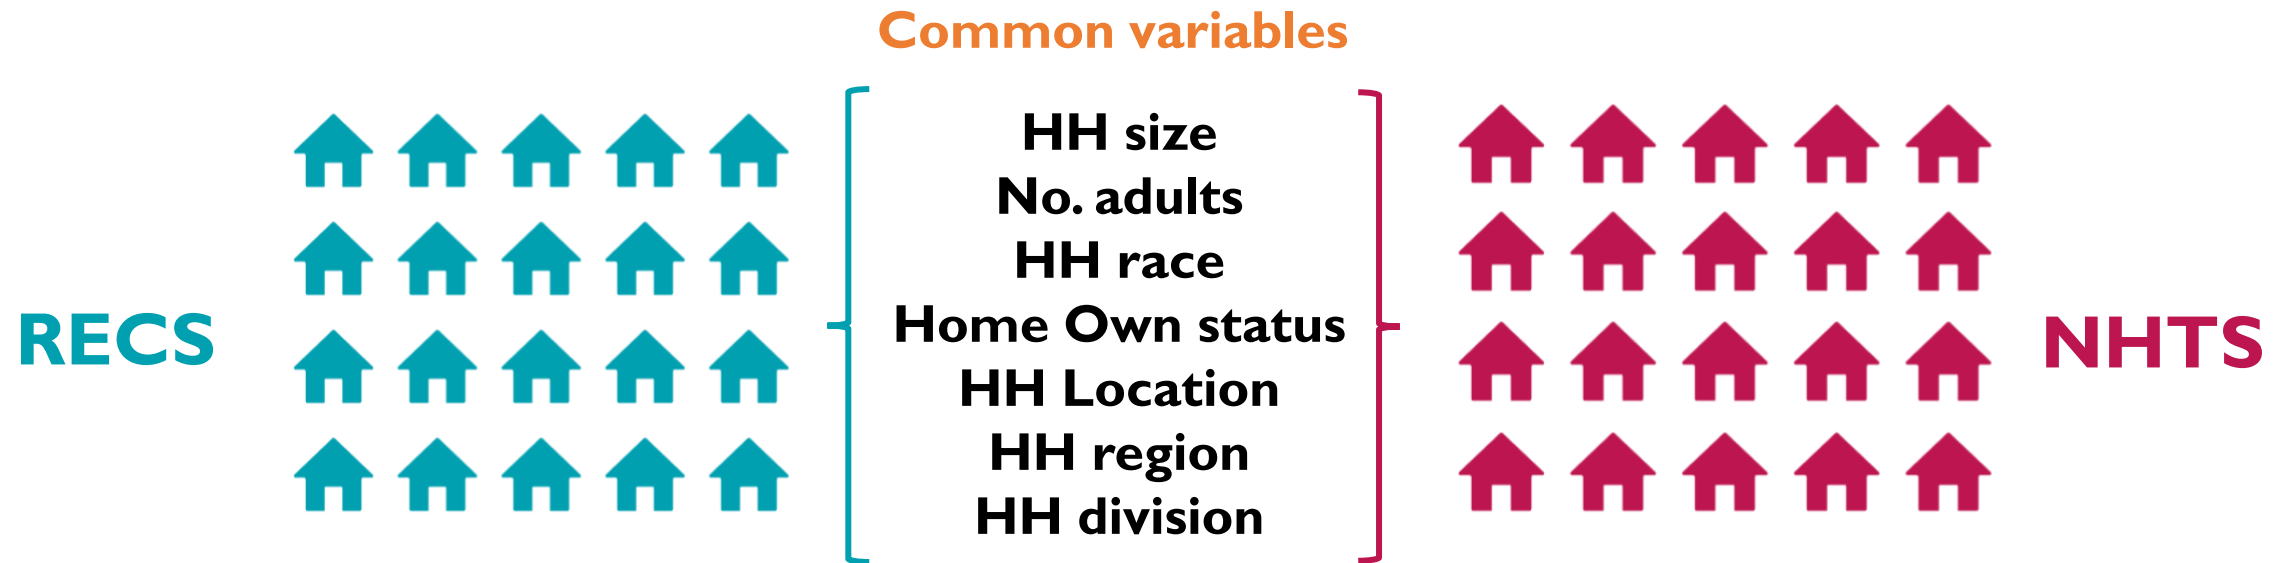 Common variables
HH size
No. adults
HH race
Home Own status
HH Location
HH region
HH division
RECS
NHTS